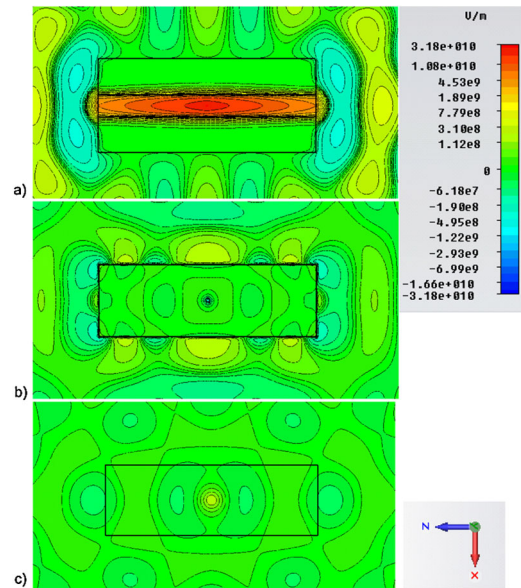 V/m
3.18e+010
1.08e+010
4.53e9
1.89e9
7.79e8
3.10e8
1.12e8
0
-6.18e7
-1.90e8
-4.95e8
-1.22e9
-2.93e9
-6.99e9
-1.66e+010
-3.18e+010
a)
b)
c)
Z
X